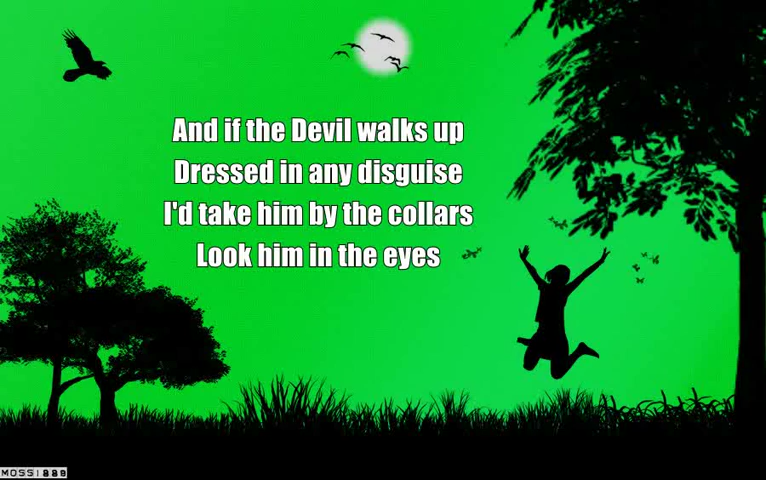 And if the Devil walks up
Dressed in any disguise
I'd take him by the collars
Look him in the eyes
MOSSI889